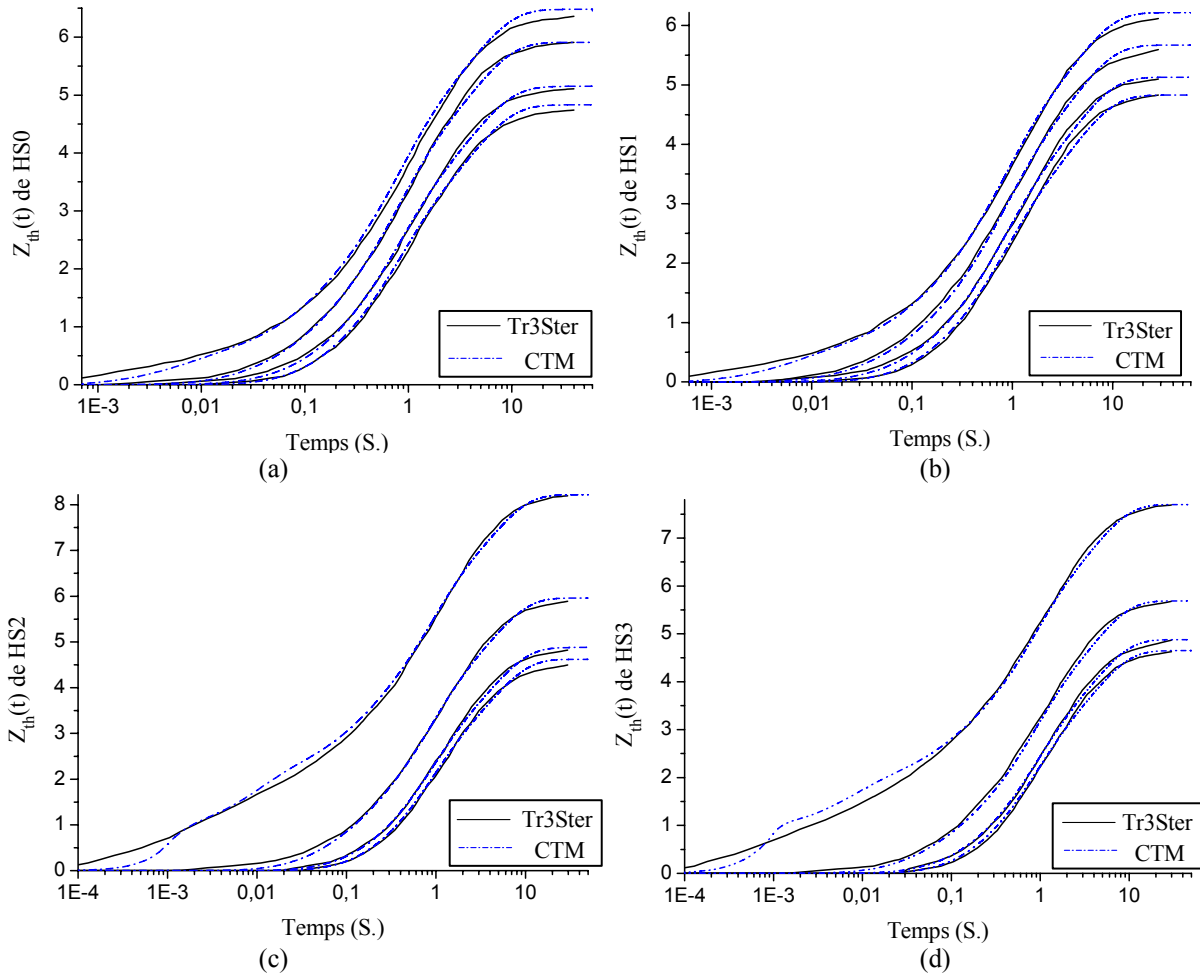 Z_th(t) de HS0
6
5
4
3
2
1
0
1E-3 0,01 0,1 1 10
Temps (S.)
Tr3Ster
CTM
(a)
Z_th(t) de HS1
6
5
4
3
2
1
0
1E-3 0,01 0,1 1 10
Temps (S.)
Tr3Ster
CTM
(b)
Z_th(t) de HS2
8
7
6
5
4
3
2
1
0
1E-4 1E-3 0,01 0,1 1 10
Temps (S.)
Tr3Ster
CTM
(c)
Z_th(t) de HS3
7
6
5
4
3
2
1
0
1E-4 1E-3 0,01 0,1 1 10
Temps (S.)
Tr3Ster
CTM
(d)